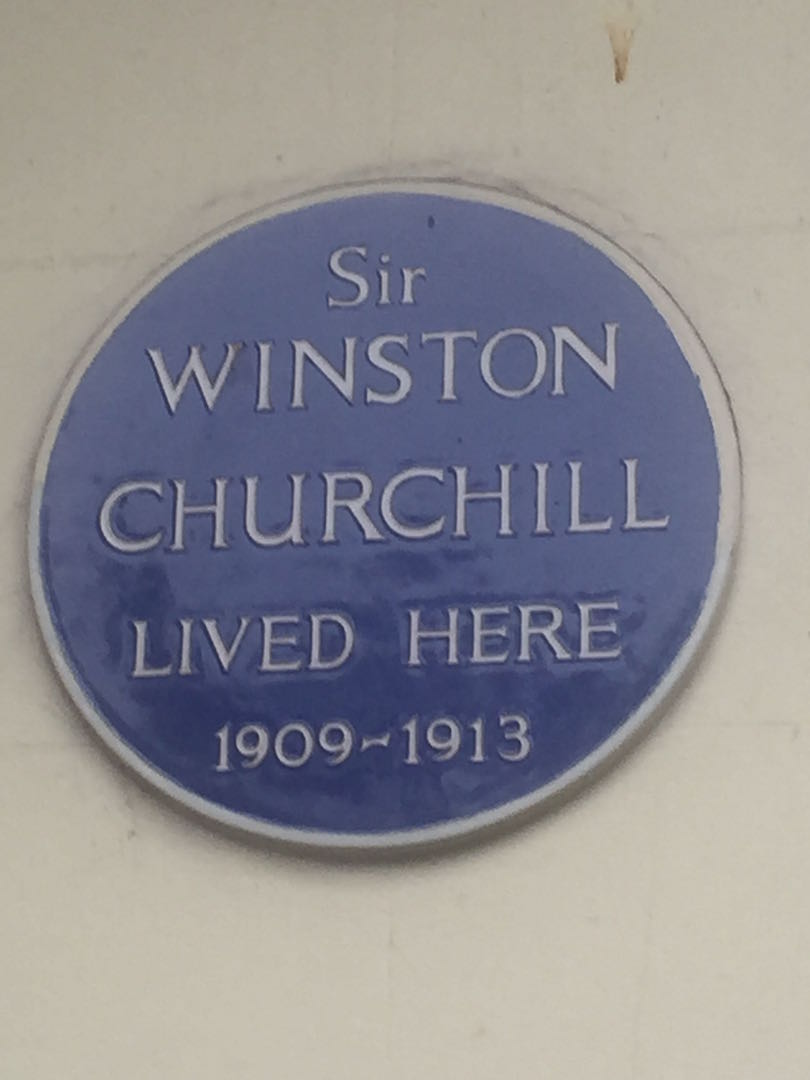 Sir
WINSTON
CHURCHILL
LIVED HERE
1909~1913